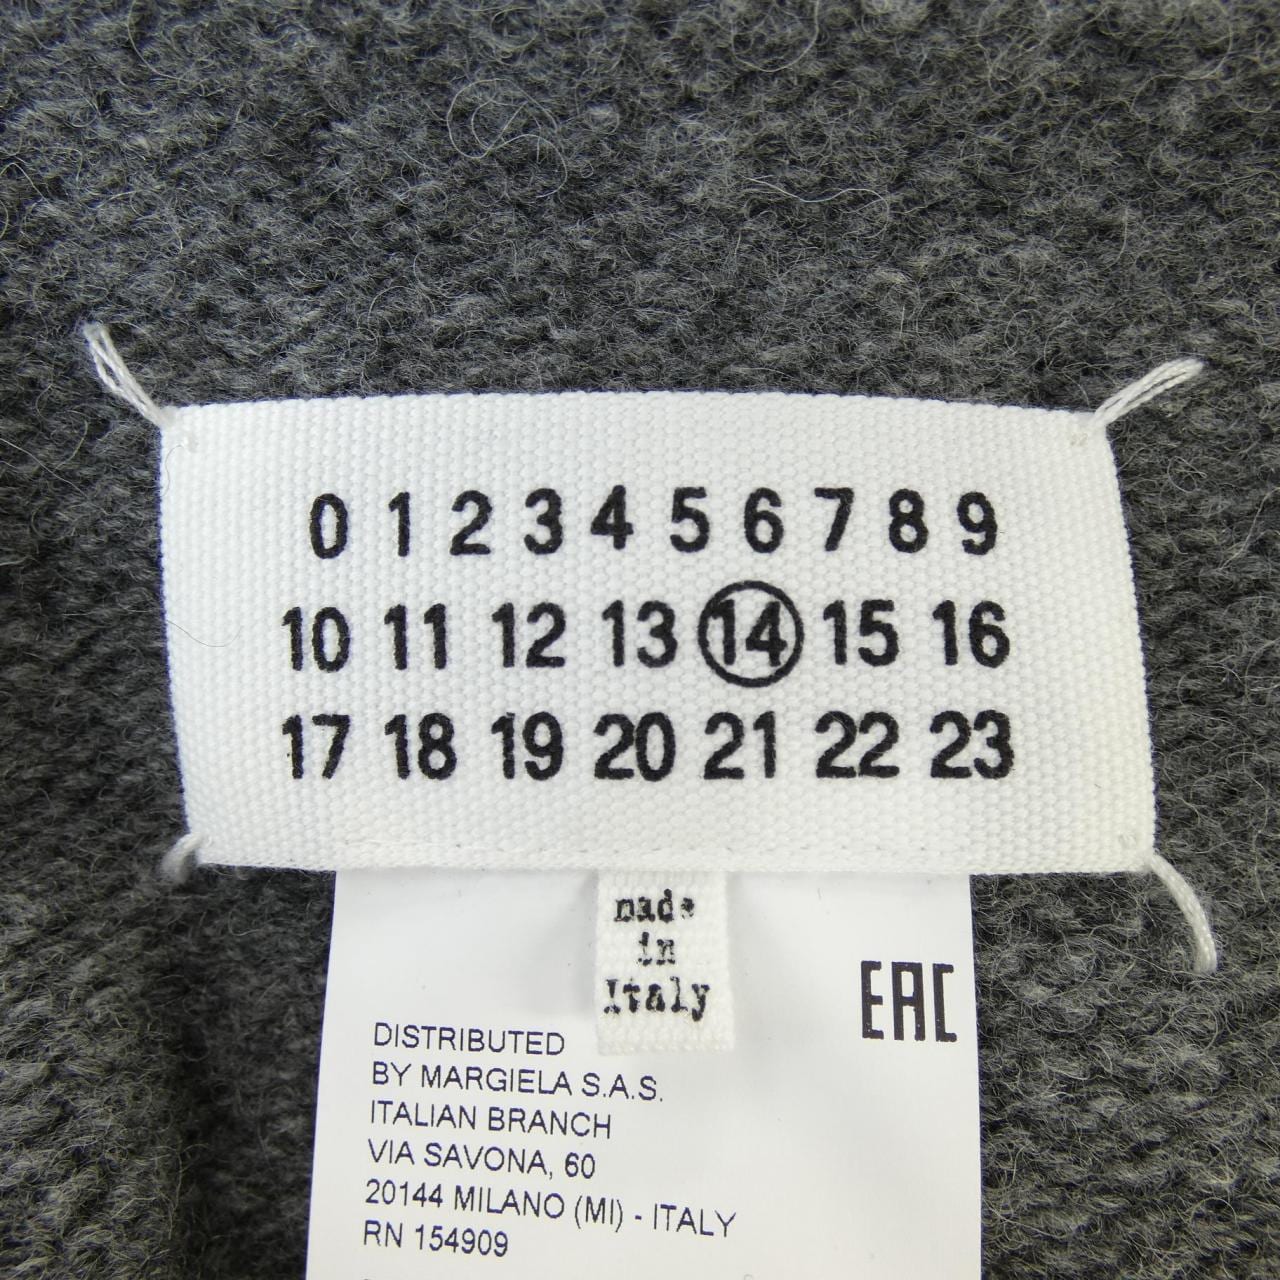 0 1 2 3 4 5 6 7 8 9
10 11 12 13 14 15 16
17 18 19 20 21 22 23
made
in
Italy
EAC
DISTRIBUTED
BY MARGIELA S.A.S.
ITALIAN BRANCH
VIA SAVONA, 60
20144 MILANO (MI) - ITALY
RN 154909